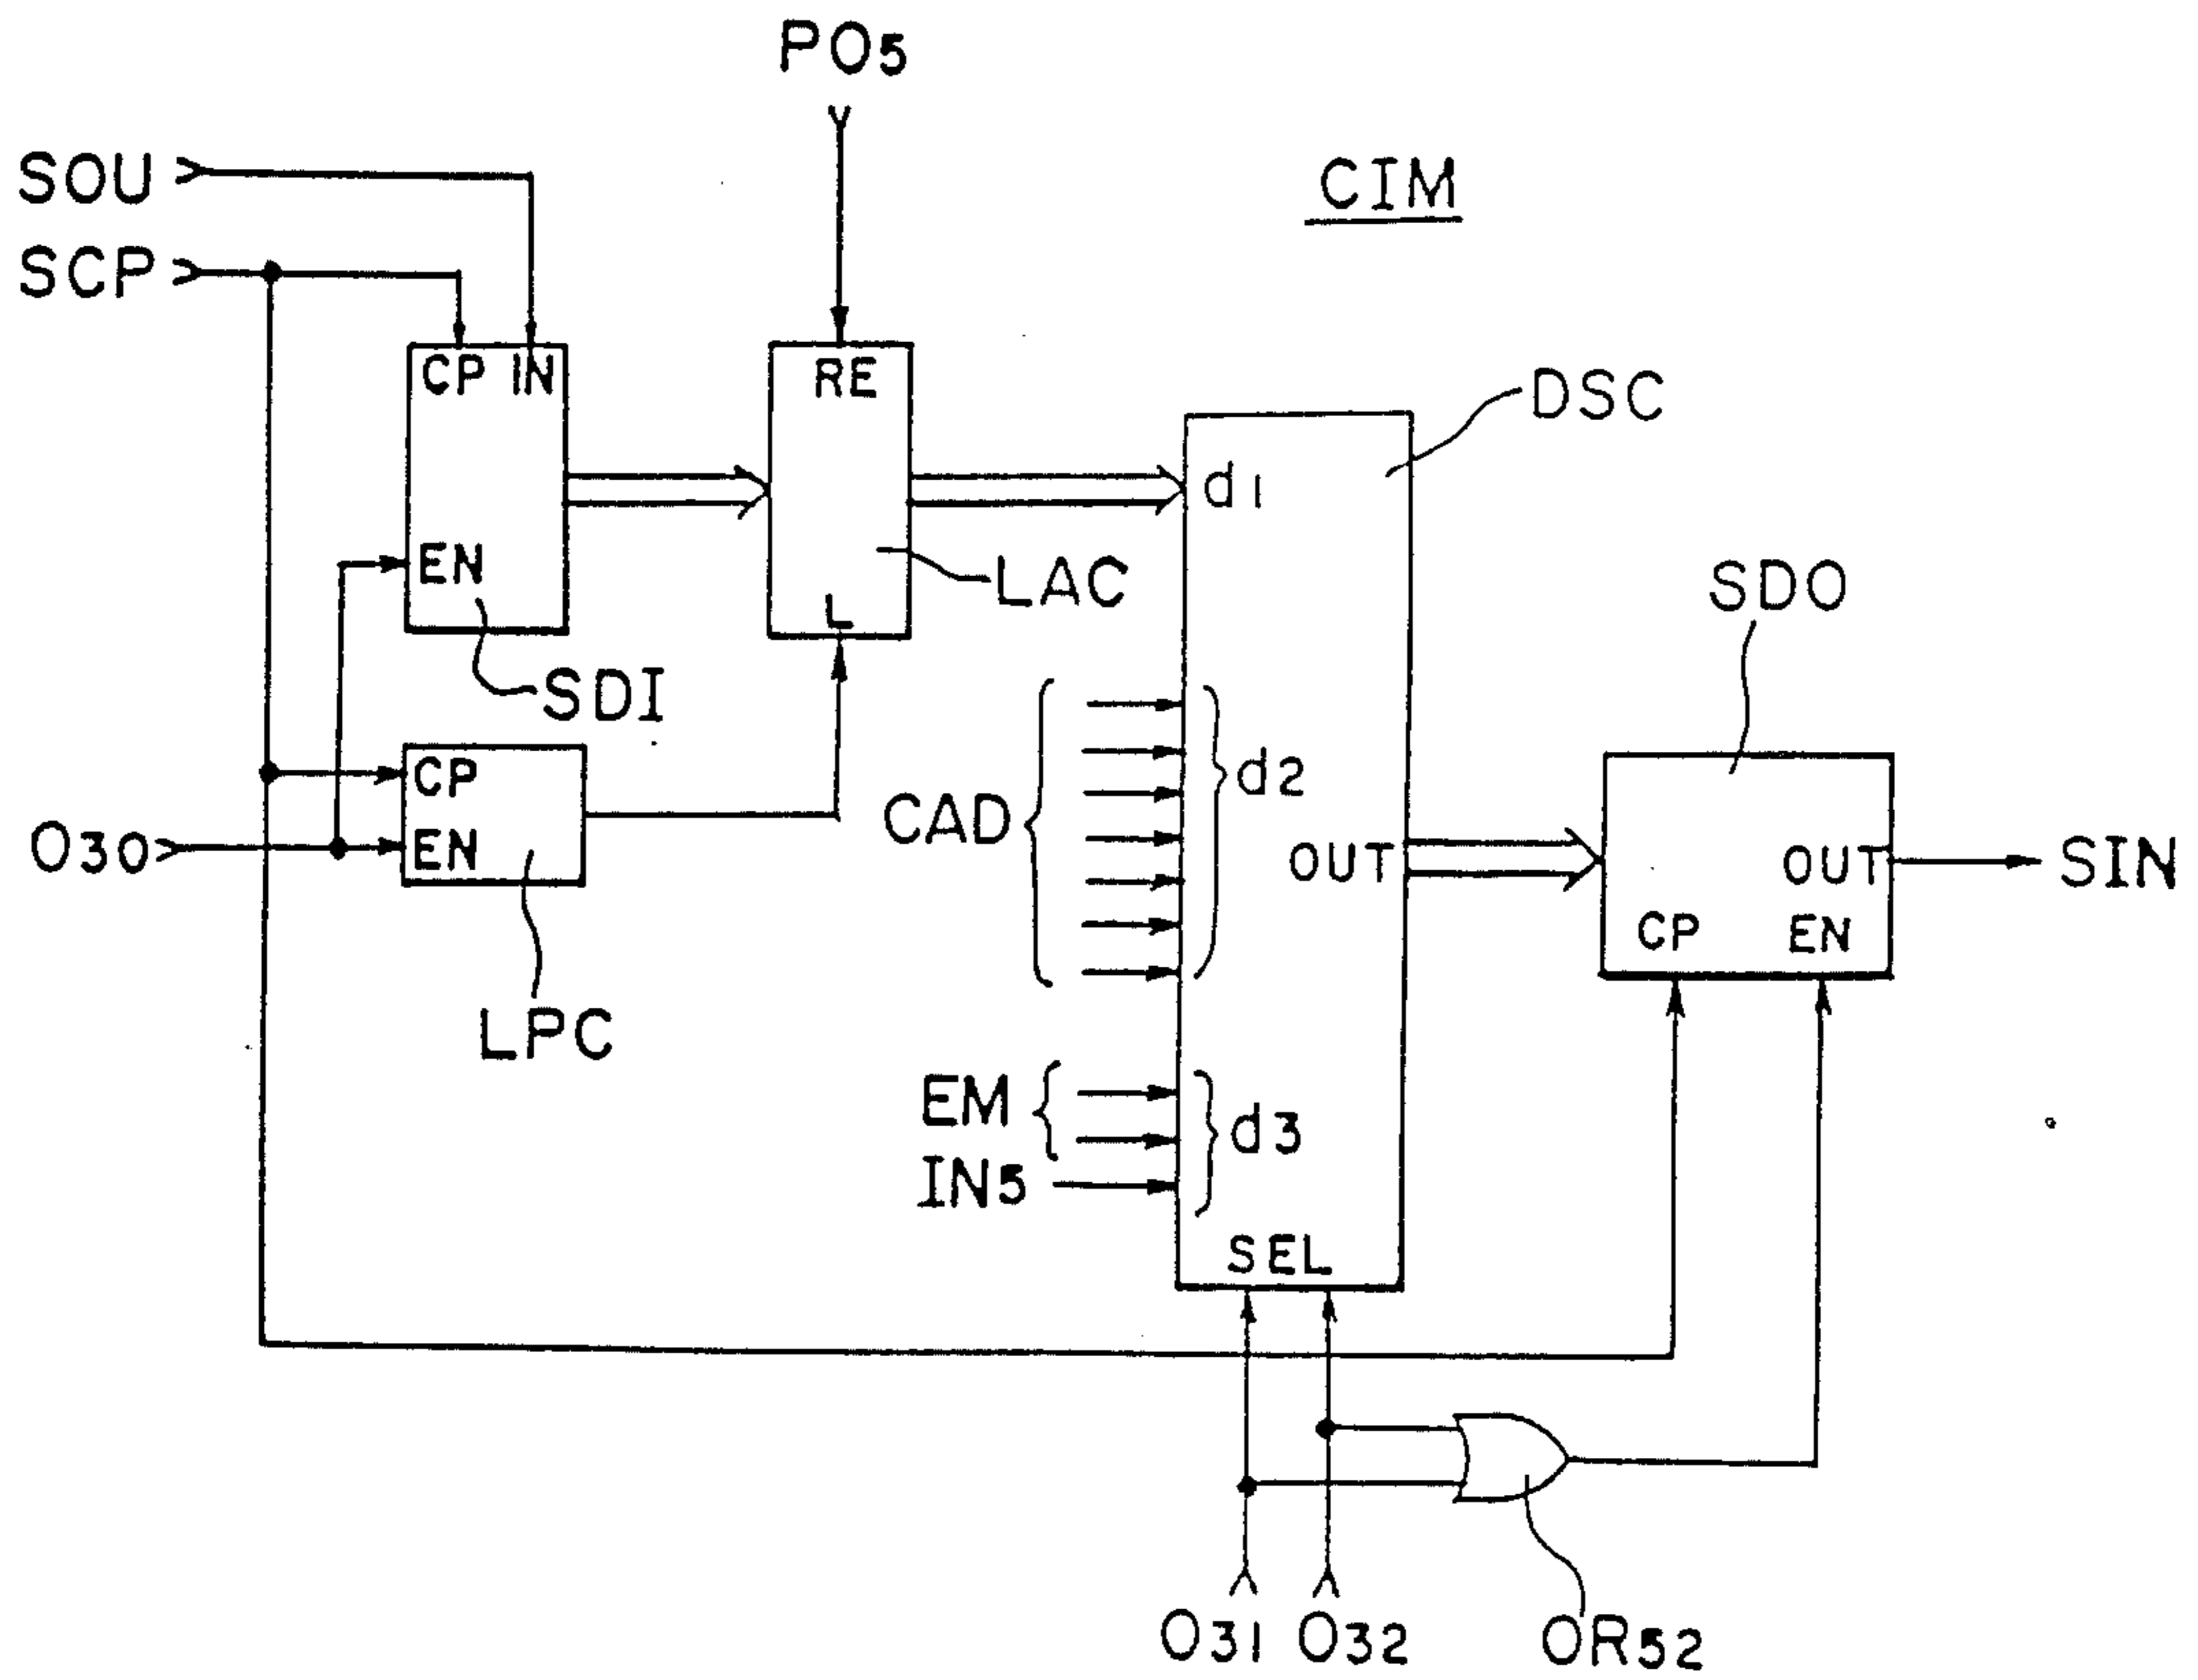 PO5
SOU
CIM
SCP
CP IN
RE
DSC
d1
EN
LAC
L
SDO
SDI
CP
CAD
d2
O30
EN
OUT
OUT
SIN
CP
EN
LPC
EM
d3
IN5
SEL
O31
O32
OR52